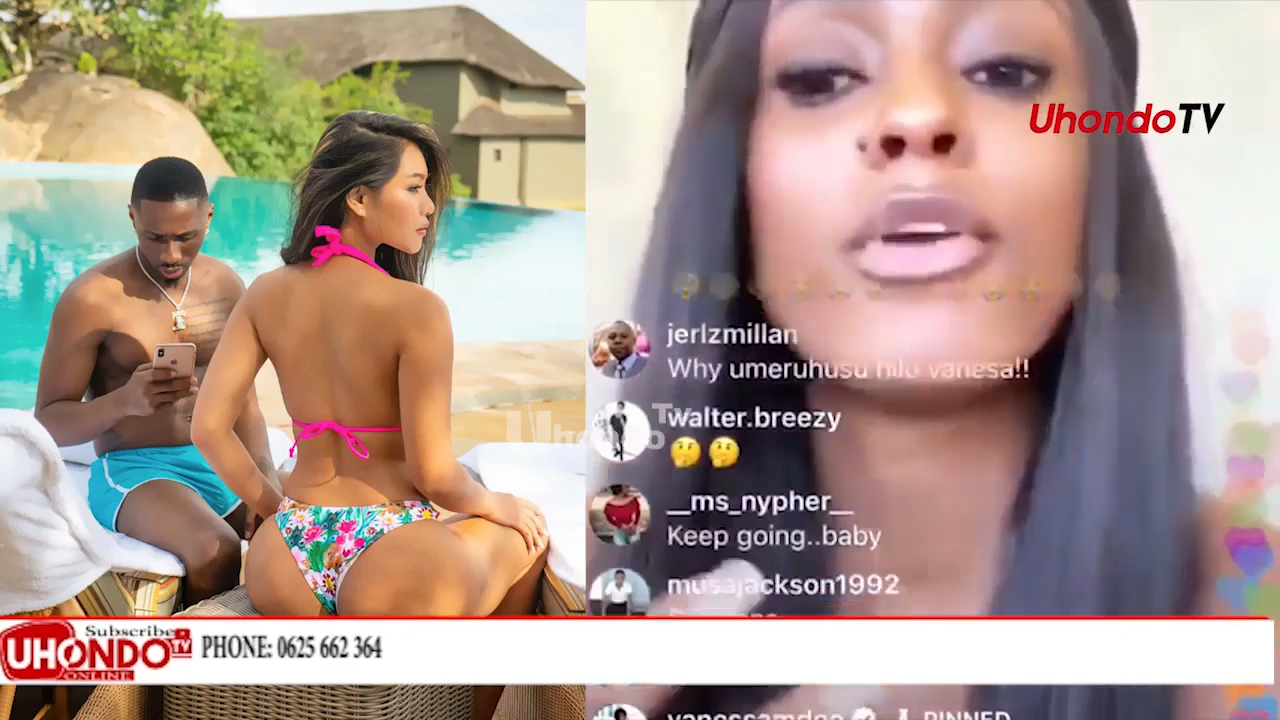 UhondoTV
jerlzmillan
Why umeruhusu hilo vanesa!!
walter.breezy
__ms_nypher__
Keep going..baby
musajackson1992
vanessamdee
PINNED
Subscribe
UHONDO TV
ONLINE
PHONE: 0625 662 364